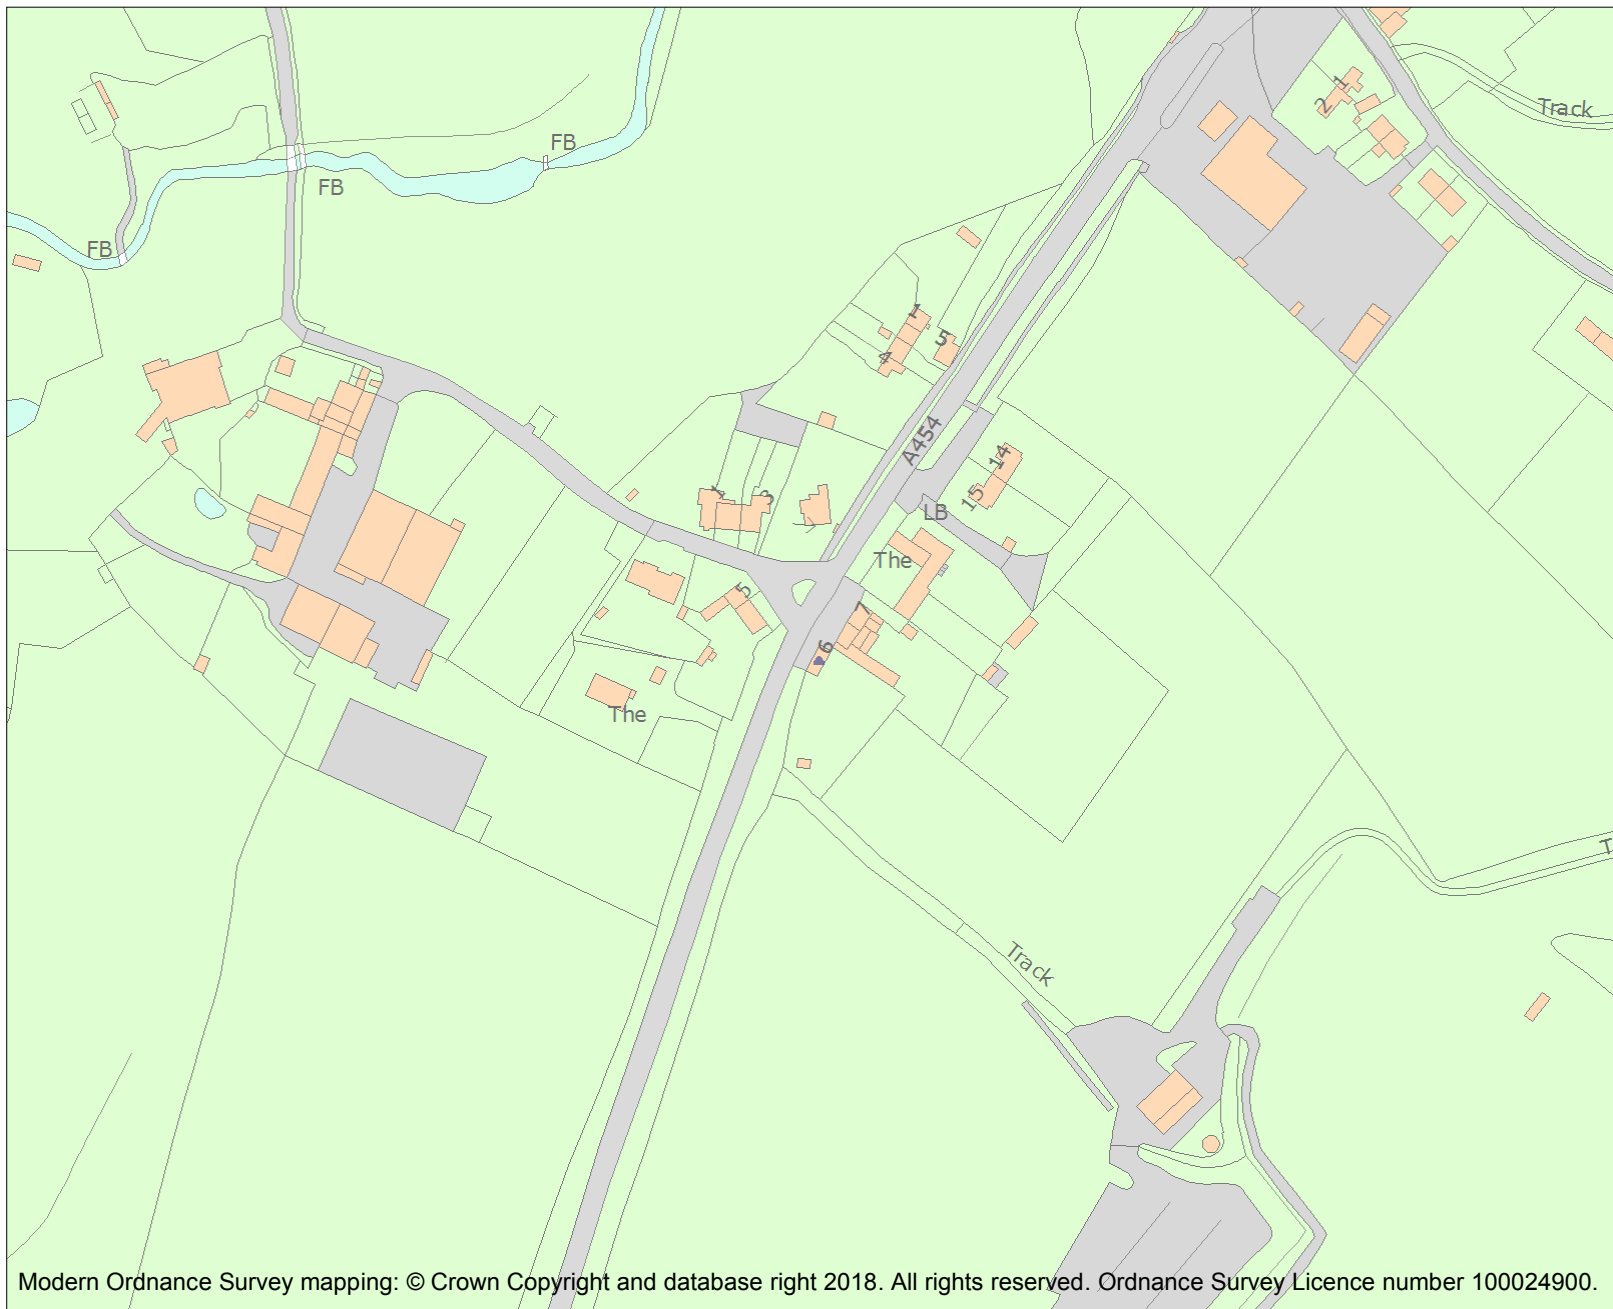 1
2
Track
FB
FB
FB
1
5
4
A454
14
15
LB
1
3
The
5
7
6
The
T
Track
Modern Ordnance Survey mapping: © Crown Copyright and database right 2018. All rights reserved. Ordnance Survey Licence number 100024900.